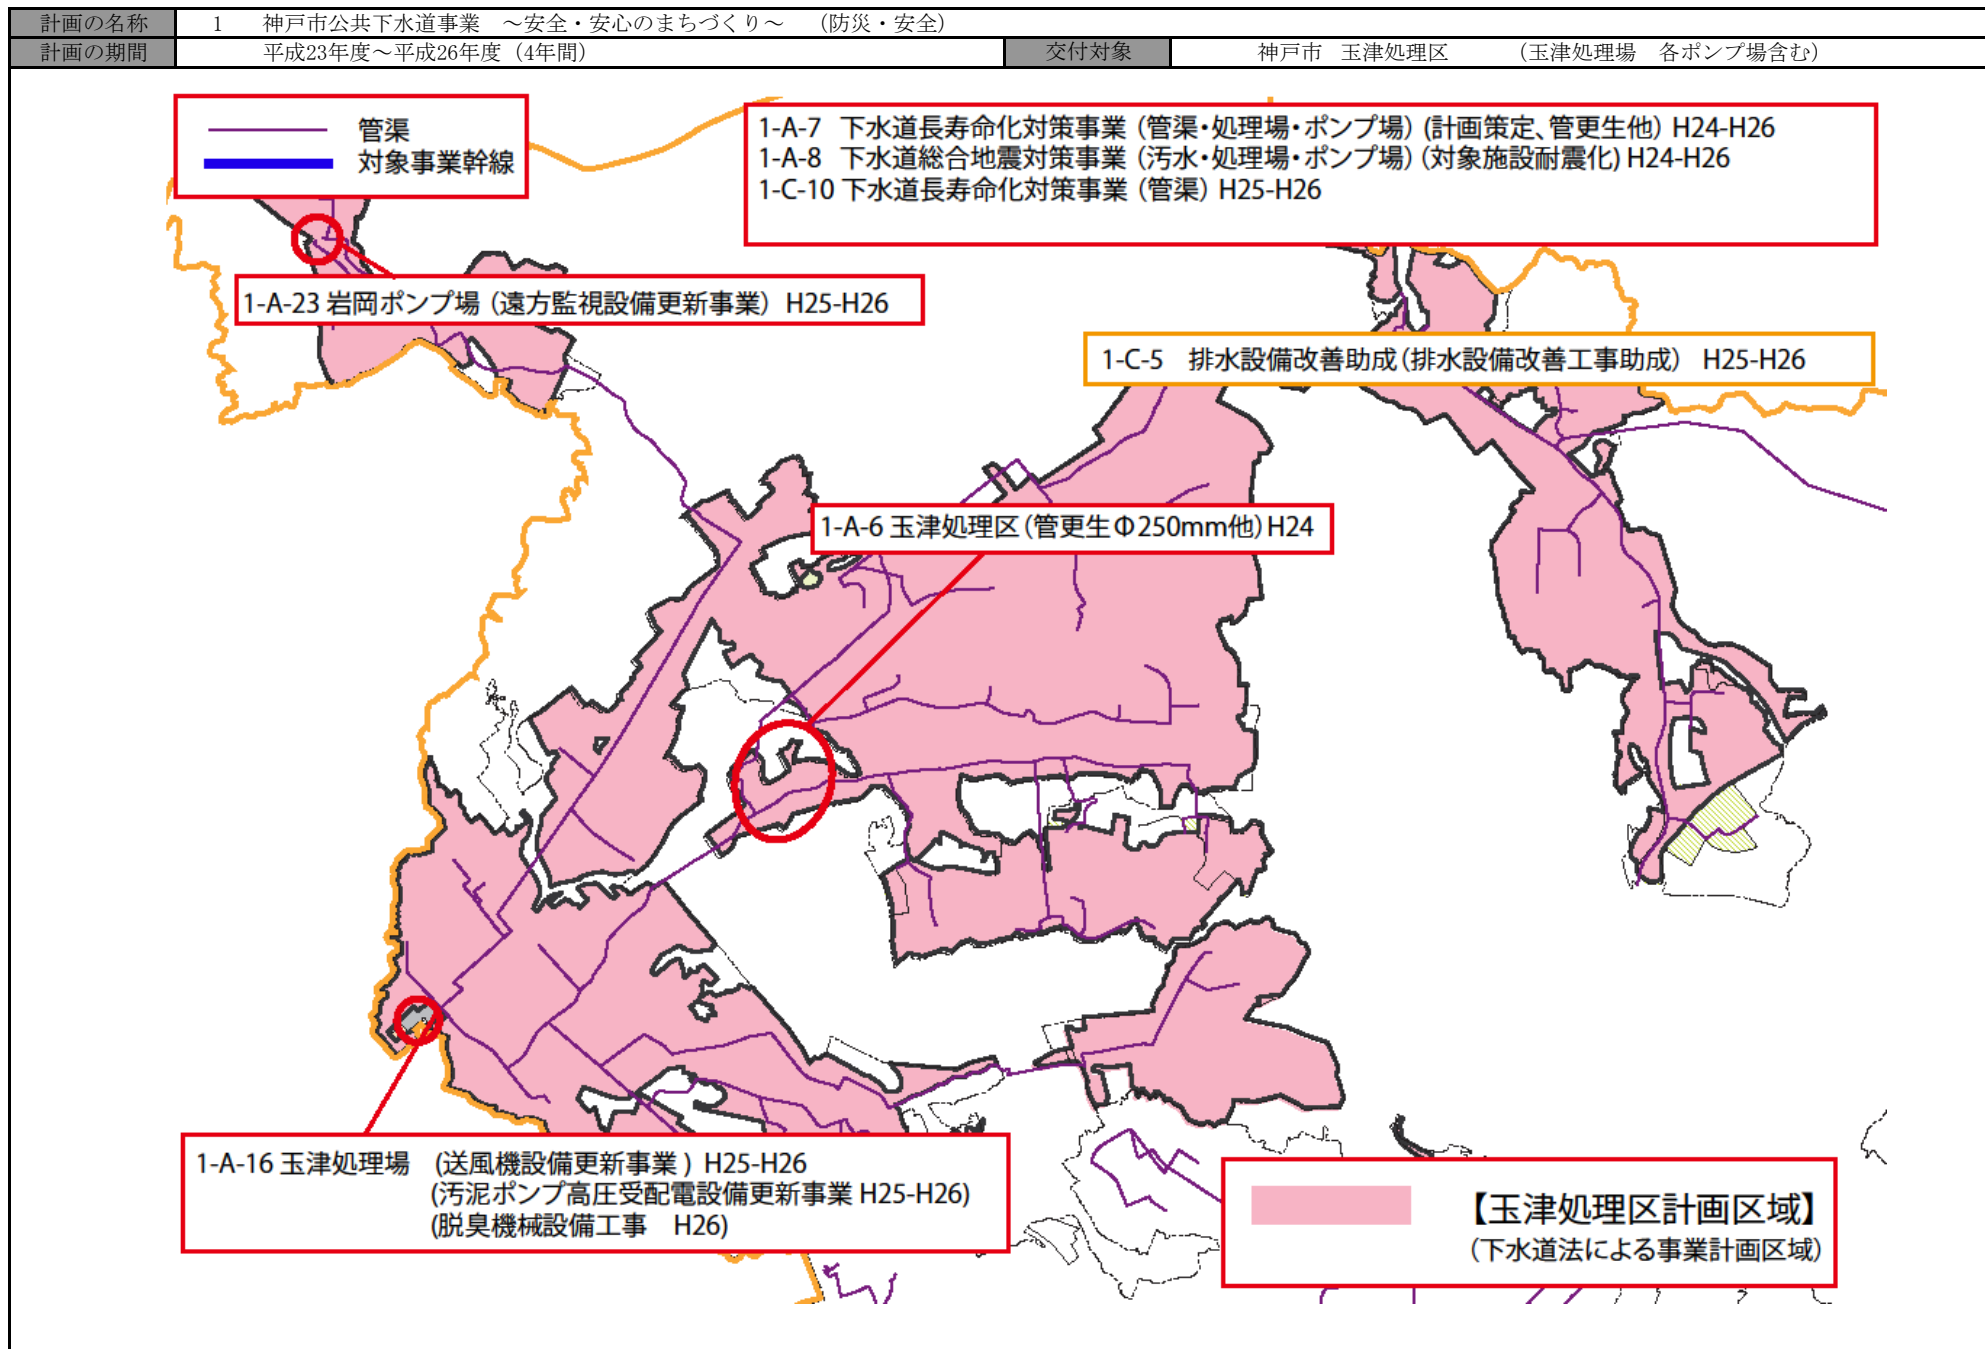 計画の名称 1 神戸市公共下水道事業 ～安全・安心のまちづくり～ （防災・安全）
計画の期間 平成23年度～平成26年度（4年間） 交付対象 神戸市 玉津処理区 （玉津処理場 各ポンプ場含む）
管渠
対象事業幹線
1-A-7 下水道長寿命化対策事業（管渠・処理場・ポンプ場）（計画策定、管更生他）H24-H26
1-A-8 下水道総合地震対策事業（汚水・処理場・ポンプ場）（対象施設耐震化）H24-H26
1-C-10 下水道長寿命化対策事業（管渠）H25-H26
1-A-23 岩岡ポンプ場（遠方監視設備更新事業） H25-H26
1-C-5 排水設備改善助成（排水設備改善工事助成） H25-H26
1-A-6 玉津処理区（管更生Φ250mm他）H24
1-A-16 玉津処理場 (送風機設備更新事業 ) H25-H26
(汚泥ポンプ高圧受配電設備更新事業 H25-H26)
(脱臭機械設備工事 H26)
【玉津処理区計画区域】
（下水道法による事業計画区域）